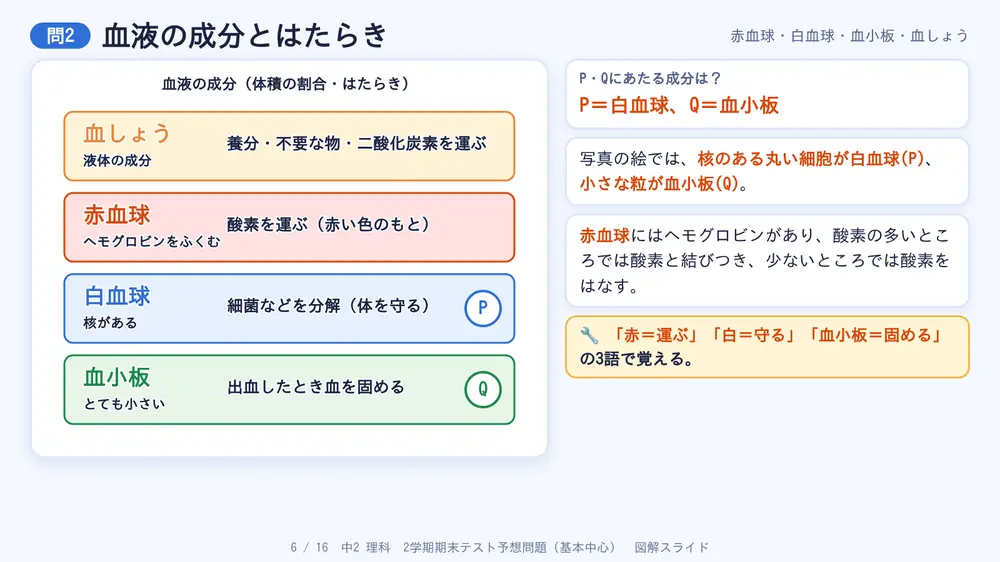 問2 血液の成分とはたらき
赤血球・白血球・血小板・血しょう
血液の成分（体積の割合・はたらき）
血しょう
液体の成分
養分・不要な物・二酸化炭素を運ぶ
赤血球
ヘモグロビンをふくむ
酸素を運ぶ（赤い色のもと）
白血球
核がある
細菌などを分解（体を守る）
P
血小板
とても小さい
出血したとき血を固める
Q
P・Qにあたる成分は？
P＝白血球、Q＝血小板
写真の絵では、核のある丸い細胞が白血球(P)、
小さな粒が血小板(Q)。
赤血球にはヘモグロビンがあり、酸素の多いとこ
ろでは酸素と結びつき、少ないところでは酸素を
はなす。
🔧 「赤＝運ぶ」「白＝守る」「血小板＝固める」
の3語で覚える。
6 / 16 中2 理科 2学期期末テスト予想問題（基本中心） 図解スライド